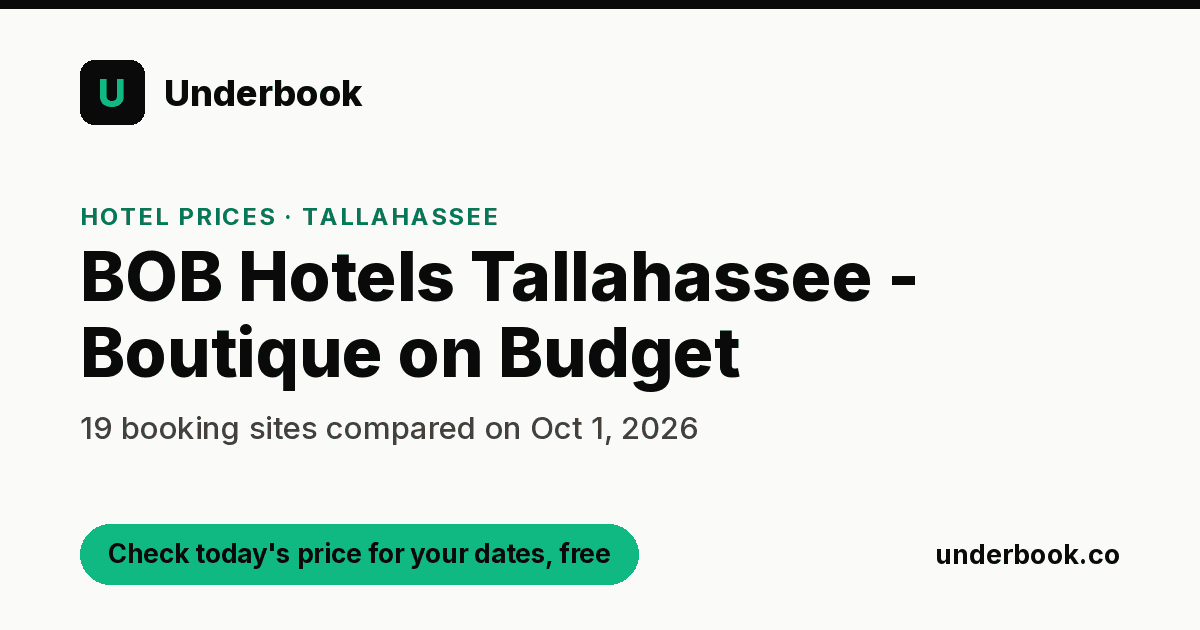 U Underbook
HOTEL PRICES · TALLAHASSEE
BOB Hotels Tallahassee -
Boutique on Budget
19 booking sites compared on Oct 1, 2026
Check today's price for your dates, free
underbook.co